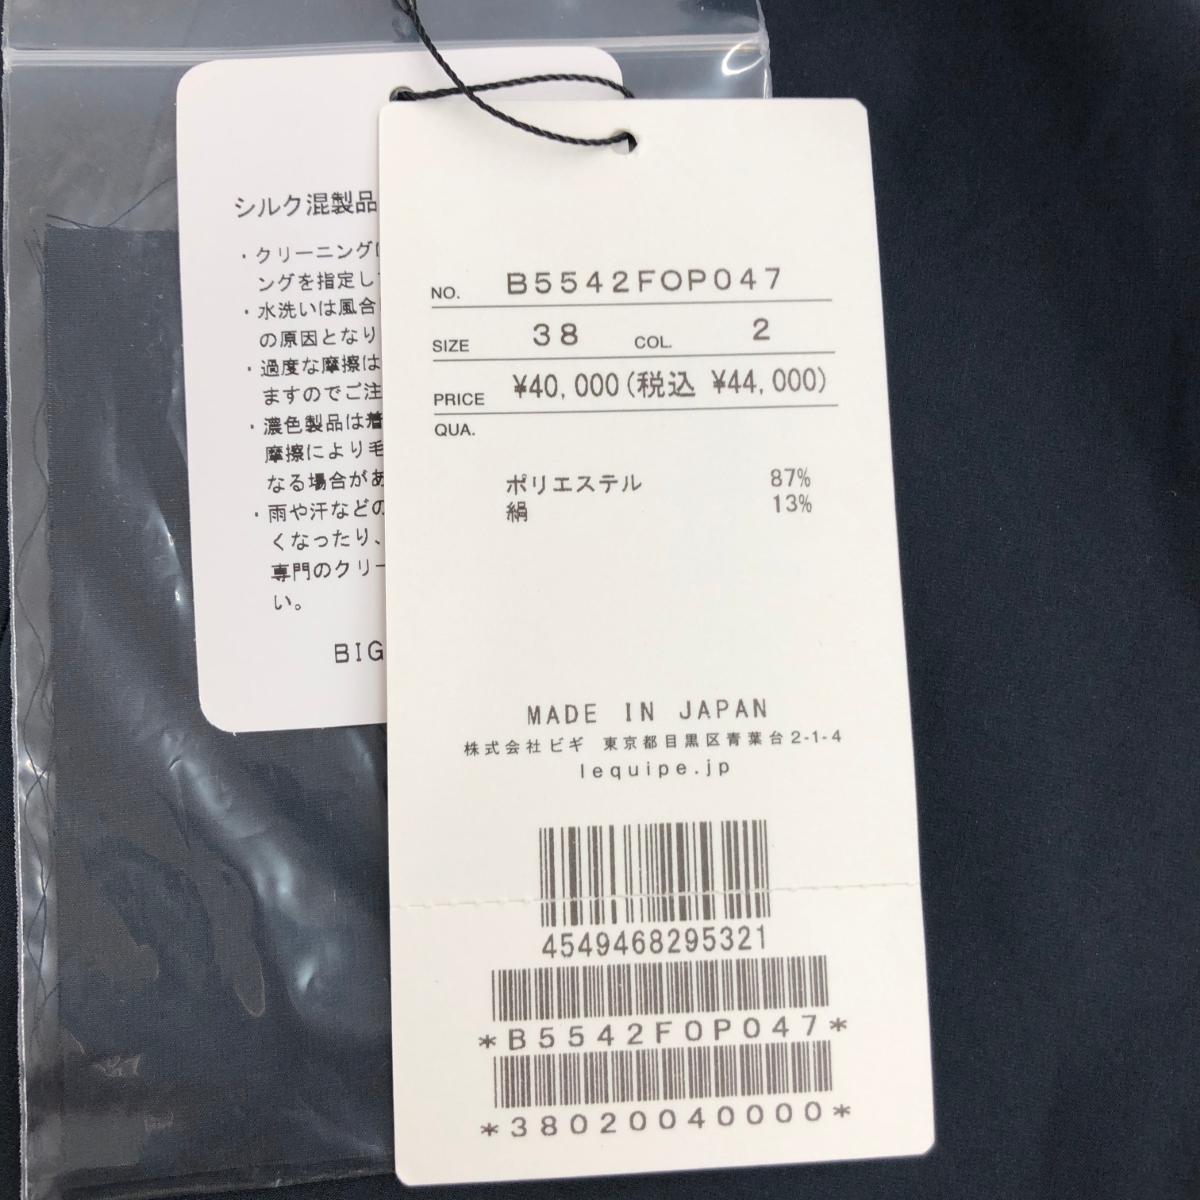 シルク混製品
・クリーニング
ングを指定し
・水洗いは風合
の原因となり
・過度な摩擦は
ますのでご注
・濃色製品は着
摩擦により毛
なる場合があ
・雨や汗などの
くなったり、
専門のクリー
い。
BIG
NO. B5542FOP047
SIZE 38 COL. 2
PRICE ¥40,000(税込 ¥44,000)
QUA.
ポリエステル 87%
絹 13%
MADE IN JAPAN
株式会社ビギ 東京都目黒区青葉台2-1-4
lequipe.jp
4549468295321
*B5542FOP047*
*38020040000*